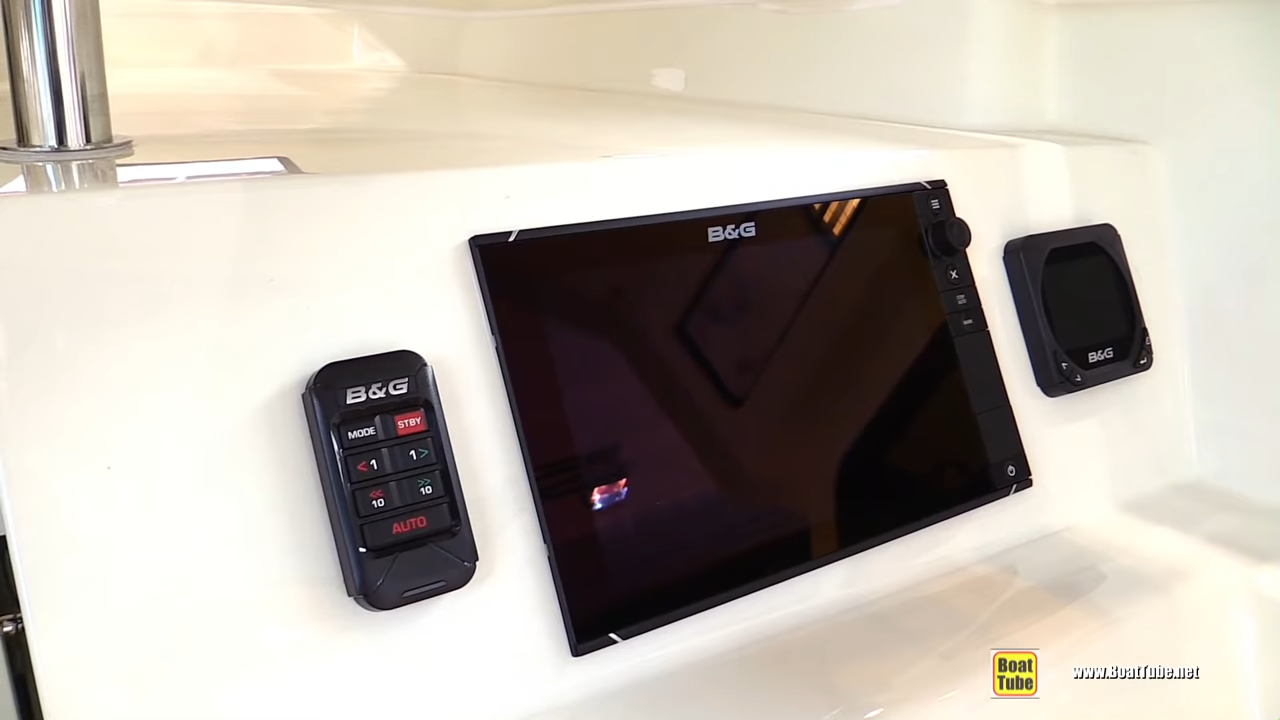 B&G
B&G
B&G
MODE STBY
<1 1>
<< >>
10 10
AUTO
X
Boat
Tube
www.BoatTube.net